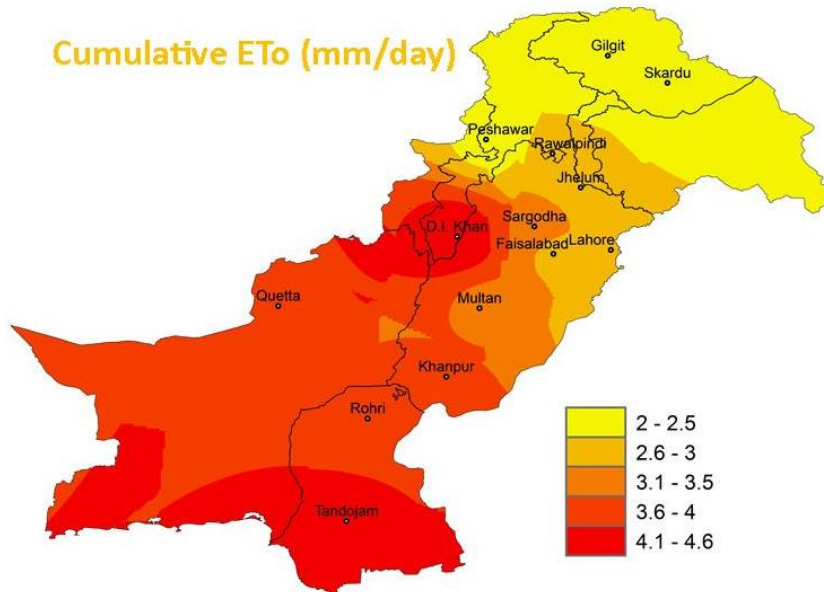 Cumulative ETo (mm/day)
Gilgit
Skardu
Peshawar
Rawalpindi
Jhelum
Sargodha
D.I. Khan
Faisalabad
Lahore
Quetta
Multan
Khanpur
Rohri
Tandojam
2 - 2.5
2.6 - 3
3.1 - 3.5
3.6 - 4
4.1 - 4.6